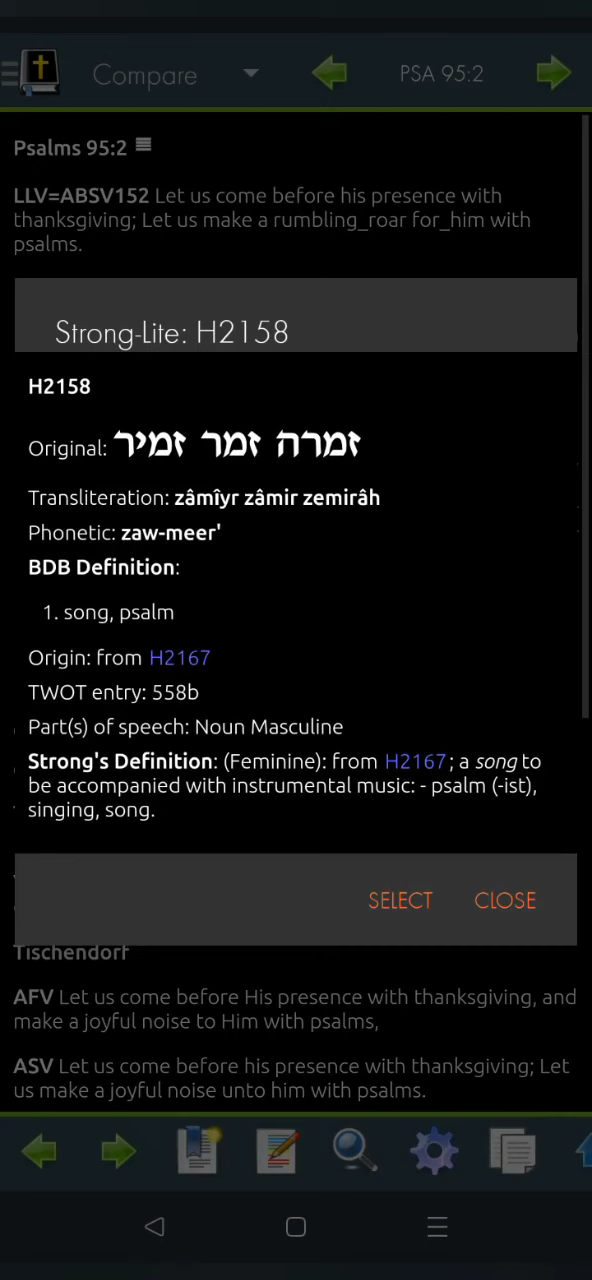 Compare
PSA 95:2
Psalms 95:2
LLV=ABSV152 Let us come before his presence with
thanksgiving; Let us make a rumbling_roar for_him with
psalms.
Strong-Lite: H2158
H2158
Original: זמרה זמר זמיר
Transliteration: zâmîyr zâmir zemirâh
Phonetic: zaw-meer'
BDB Definition:
1. song, psalm
Origin: from H2167
TWOT entry: 558b
Part(s) of speech: Noun Masculine
Strong's Definition: (Feminine): from H2167; a song to
be accompanied with instrumental music: - psalm (-ist),
singing, song.
SELECT CLOSE
Tischendorf
AFV Let us come before His presence with thanksgiving, and
make a joyful noise to Him with psalms,
ASV Let us come before his presence with thanksgiving; Let
us make a joyful noise unto him with psalms.